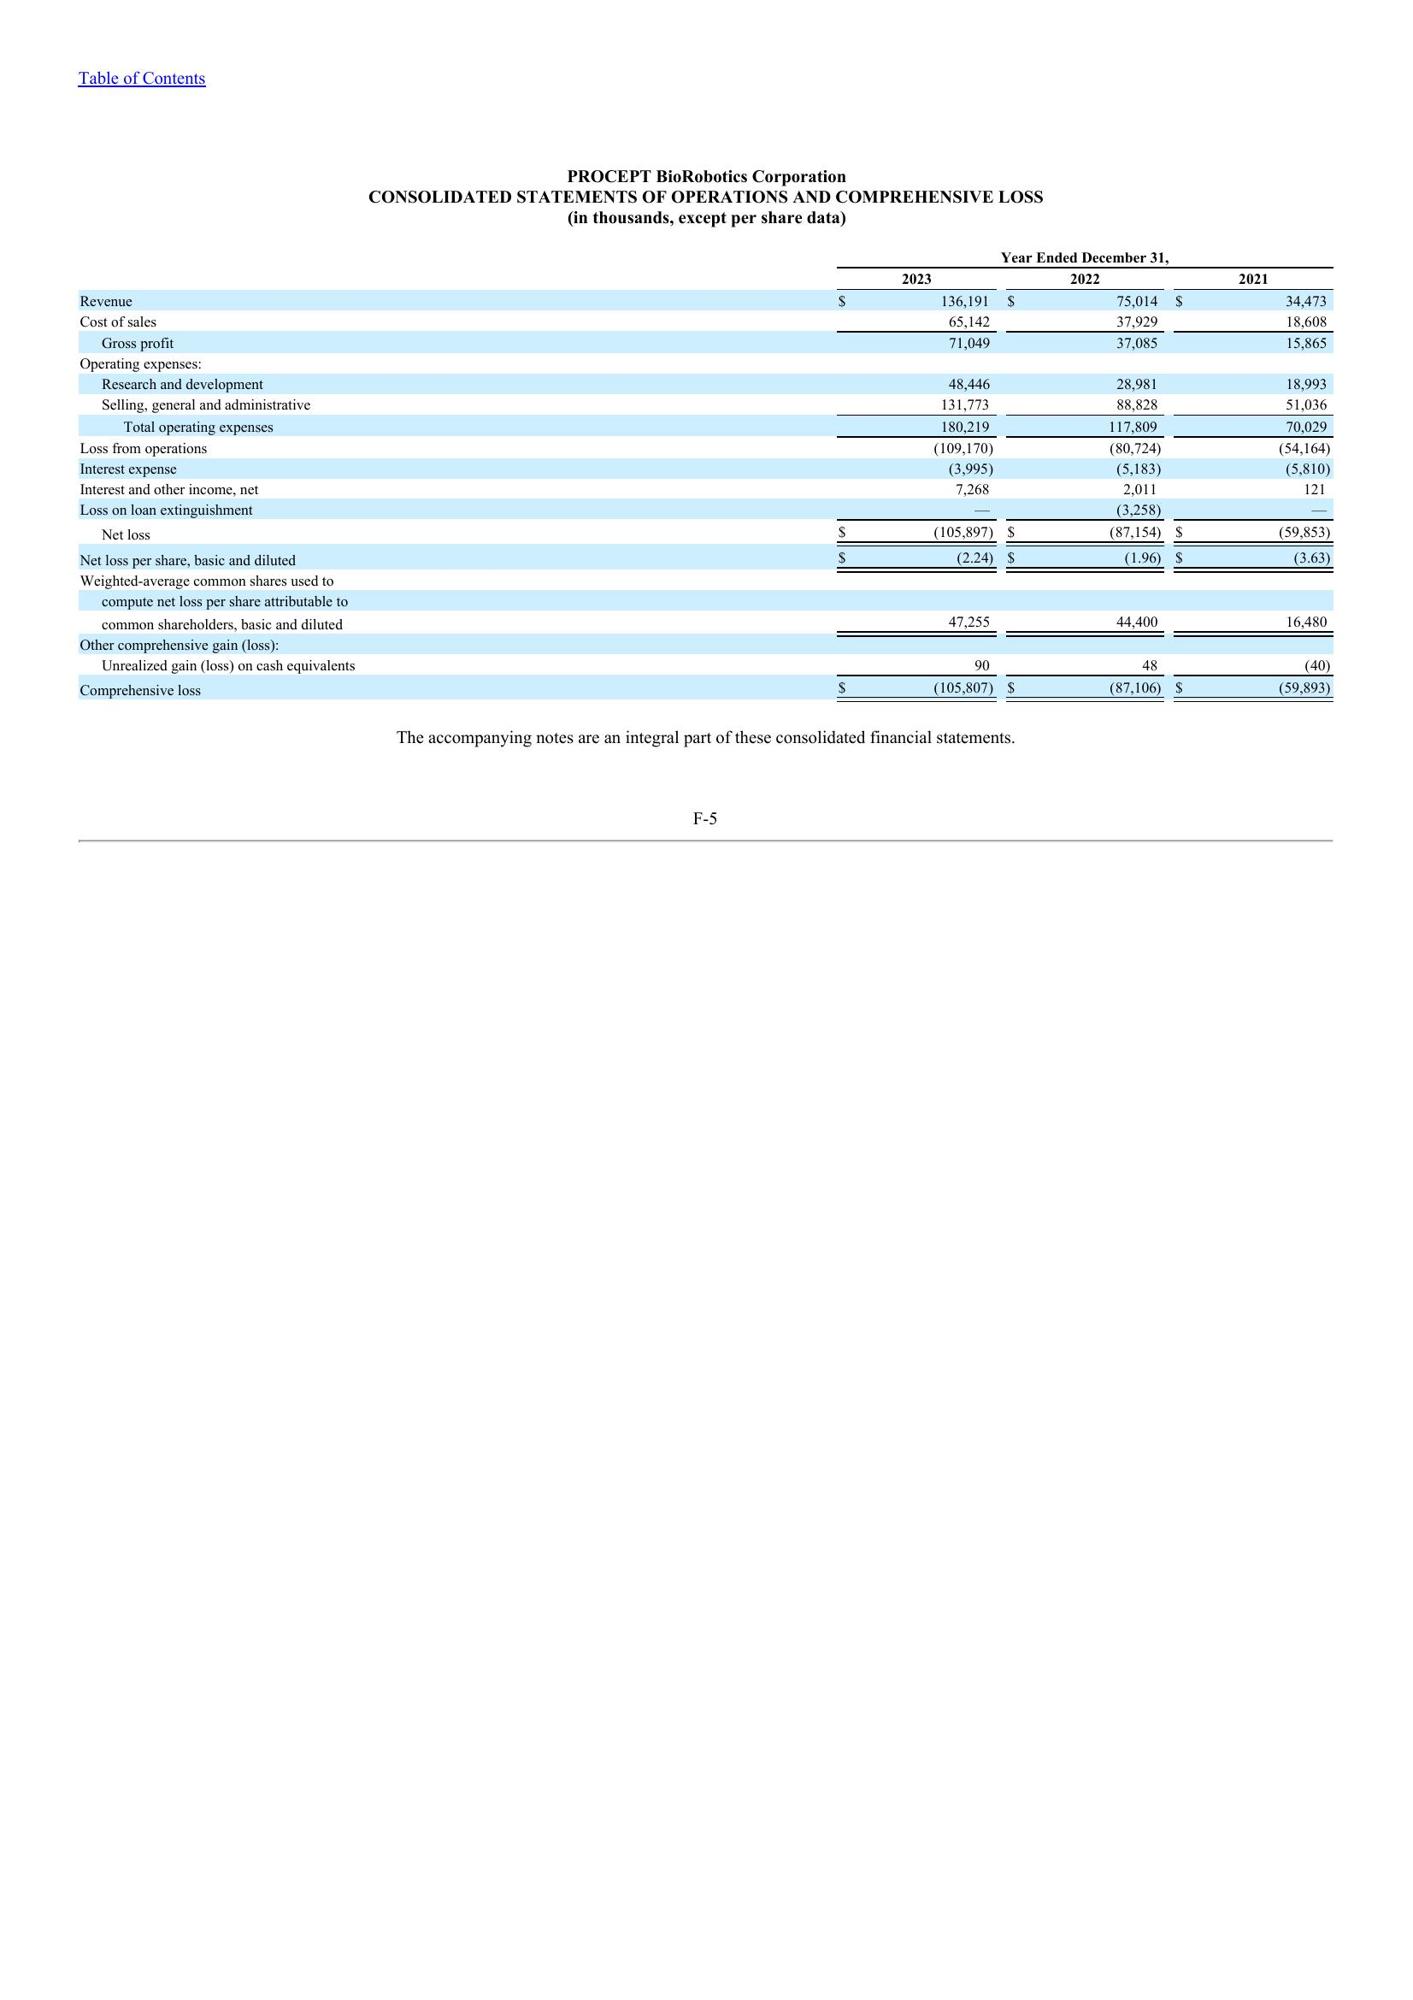 Table of Contents
PROCEPT BioRobotics Corporation
CONSOLIDATED STATEMENTS OF OPERATIONS AND COMPREHENSIVE LOSS
(in thousands, except per share data)
Year Ended December 31,
2023 2022 2021
Revenue $ 136,191 $ 75,014 $ 34,473
Cost of sales 65,142 37,929 18,608
Gross profit 71,049 37,085 15,865
Operating expenses:
Research and development 48,446 28,981 18,993
Selling, general and administrative 131,773 88,828 51,036
Total operating expenses 180,219 117,809 70,029
Loss from operations (109,170) (80,724) (54,164)
Interest expense (3,995) (5,183) (5,810)
Interest and other income, net 7,268 2,011 121
Loss on loan extinguishment — (3,258) —
Net loss $ (105,897) $ (87,154) $ (59,853)
Net loss per share, basic and diluted $ (2.24) $ (1.96) $ (3.63)
Weighted-average common shares used to
compute net loss per share attributable to
common shareholders, basic and diluted 47,255 44,400 16,480
Other comprehensive gain (loss):
Unrealized gain (loss) on cash equivalents 90 48 (40)
Comprehensive loss $ (105,807) $ (87,106) $ (59,893)
The accompanying notes are an integral part of these consolidated financial statements.
F-5